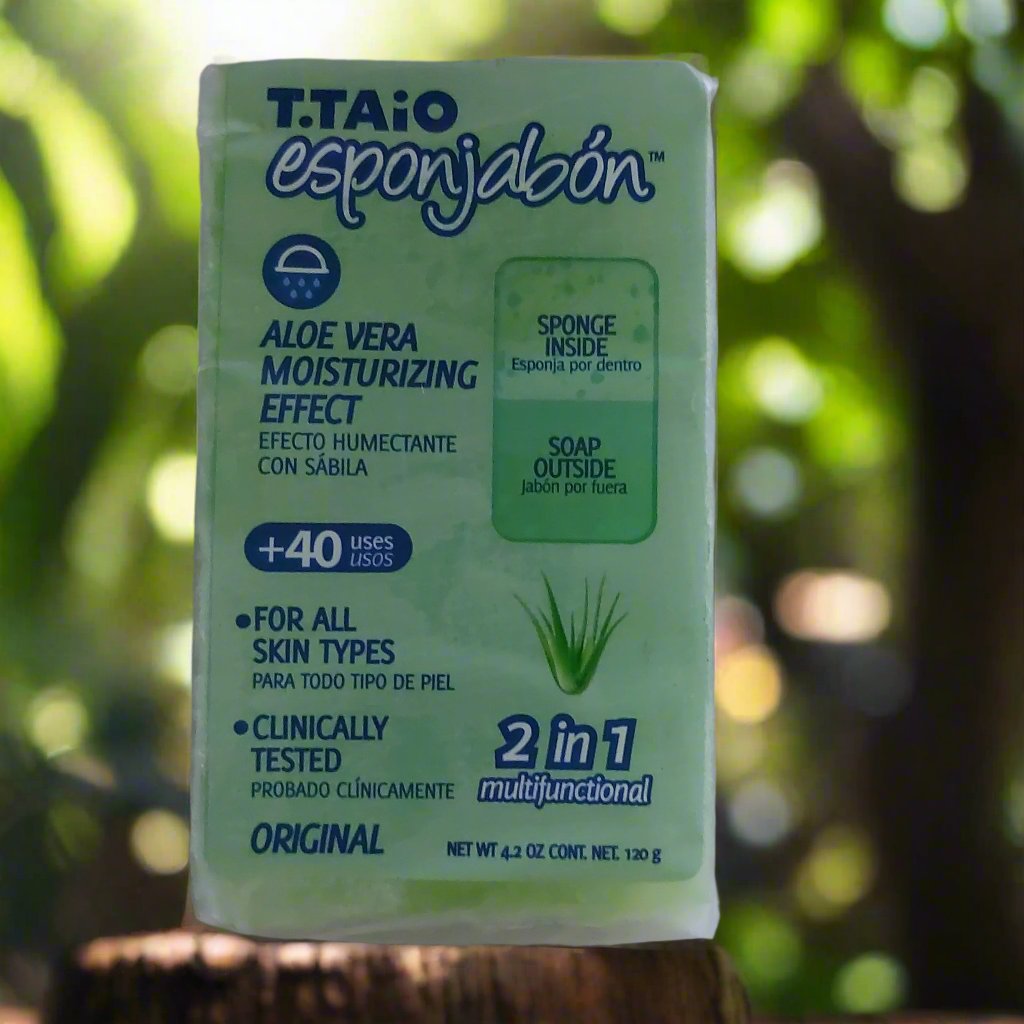 T.TAiO
esponjabón™
ALOE VERA
MOISTURIZING
EFFECT
EFECTO HUMECTANTE
CON SÁBILA
SPONGE
INSIDE
Esponja por dentro
SOAP
OUTSIDE
Jabón por fuera
+40 uses
usos
•FOR ALL
SKIN TYPES
PARA TODO TIPO DE PIEL
•CLINICALLY
TESTED
PROBADO CLÍNICAMENTE
2 in 1
multifunctional
ORIGINAL
NET WT 4.2 OZ CONT. NET. 120 g